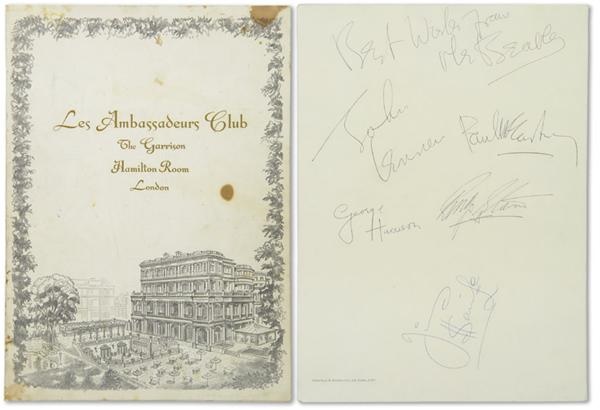 Les Ambassadeurs Club
The Garrison
Hamilton Room
London
Best Wishes from
the Beatles
John
Lennon
Paul McCartney
George
Harrison
Ringo Starr